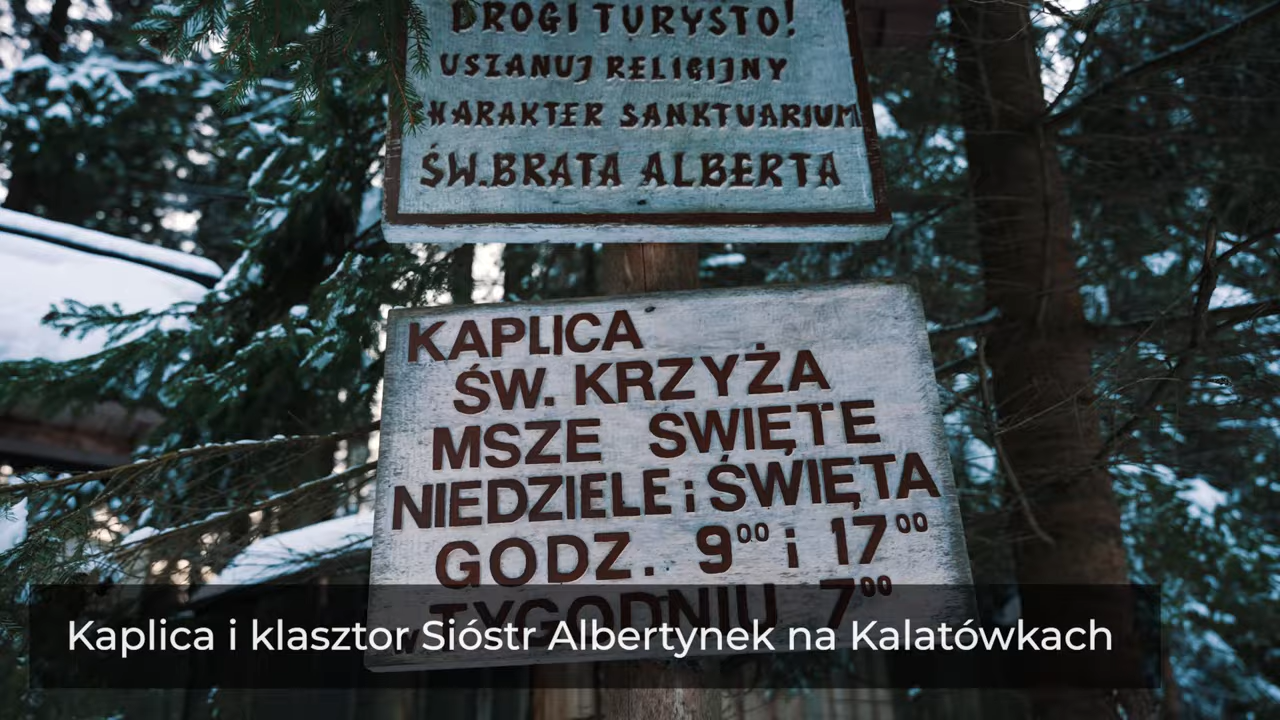 DROGI TURYSTO!
USZANUJ RELIGIJNY
CHARAKTER SANKTUARIUM
ŚW.BRATA ALBERTA
KAPLICA
ŚW. KRZYŻA
MSZE ŚWIĘTE
NIEDZIELE i ŚWIĘTA
GODZ. 9⁰⁰ i 17⁰⁰
W TYGODNIU 7⁰⁰
Kaplica i klasztor Sióstr Albertynek na Kalatówkach